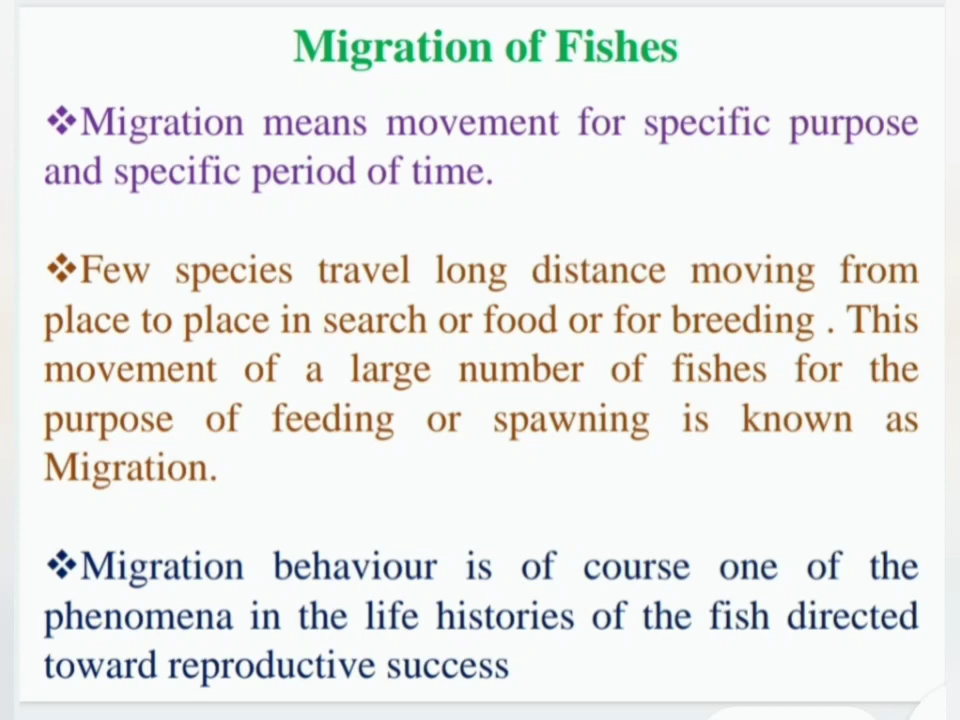 Migration of Fishes
❖Migration means movement for specific purpose
and specific period of time.
❖Few species travel long distance moving from
place to place in search or food or for breeding . This
movement of a large number of fishes for the
purpose of feeding or spawning is known as
Migration.
❖Migration behaviour is of course one of the
phenomena in the life histories of the fish directed
toward reproductive success